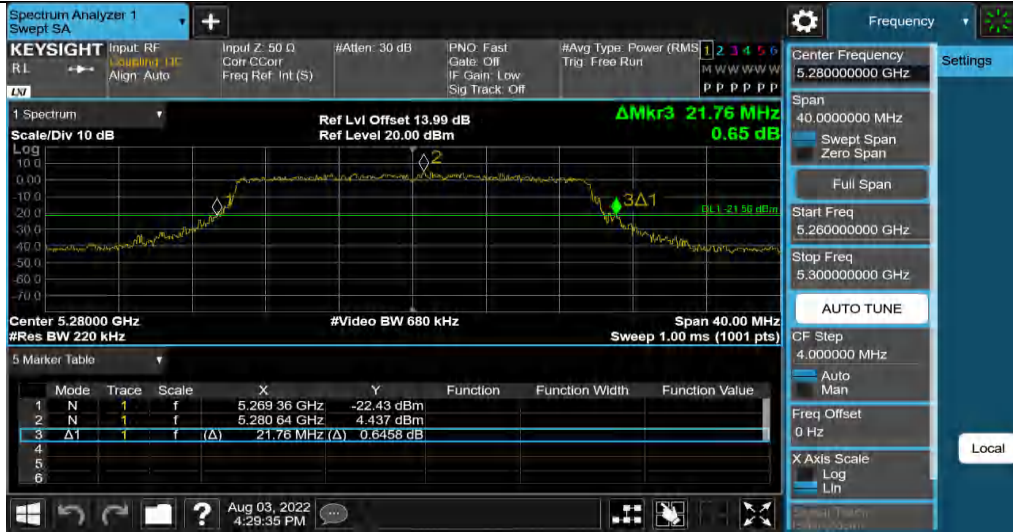 Spectrum Analyzer 1
Swept SA
Frequency
KEYSIGHT
RL
LXI
Input: RF
Coupling: DC
Align: Auto
Input Z: 50 Ω
Corr CCorr
Freq Ref: Int (S)
#Atten: 30 dB
PNO: Fast
Gate: Off
IF Gain: Low
Sig Track: Off
#Avg Type: Power (RMS
Trig: Free Run
1 2 3 4 5 6
M W W W W W
P P P P P P
1 Spectrum
Scale/Div 10 dB
Ref Lvl Offset 13.99 dB
Ref Level 20.00 dBm
ΔMkr3 21.76 MHz
0.65 dB
Log
10.0
0.00
-10.0
-20.0
-30.0
-40.0
-50.0
-60.0
-70.0
1
2
3Δ1
DL1 -21.56 dBm
Center 5.28000 GHz
#Res BW 220 kHz
#Video BW 680 kHz
Span 40.00 MHz
Sweep 1.00 ms (1001 pts)
5 Marker Table
Mode Trace Scale X Y Function Function Width Function Value
1 N 1 f 5.269 36 GHz -22.43 dBm
2 N 1 f 5.280 64 GHz 4.437 dBm
3 Δ1 1 f (Δ) 21.76 MHz (Δ) 0.6458 dB
4
5
6
Aug 03, 2022
4:29:35 PM
Center Frequency
5.280000000 GHz
Span
40.0000000 MHz
Swept Span
Zero Span
Full Span
Start Freq
5.260000000 GHz
Stop Freq
5.300000000 GHz
AUTO TUNE
CF Step
4.000000 MHz
Auto
Man
Freq Offset
0 Hz
X Axis Scale
Log
Lin
Settings
Local